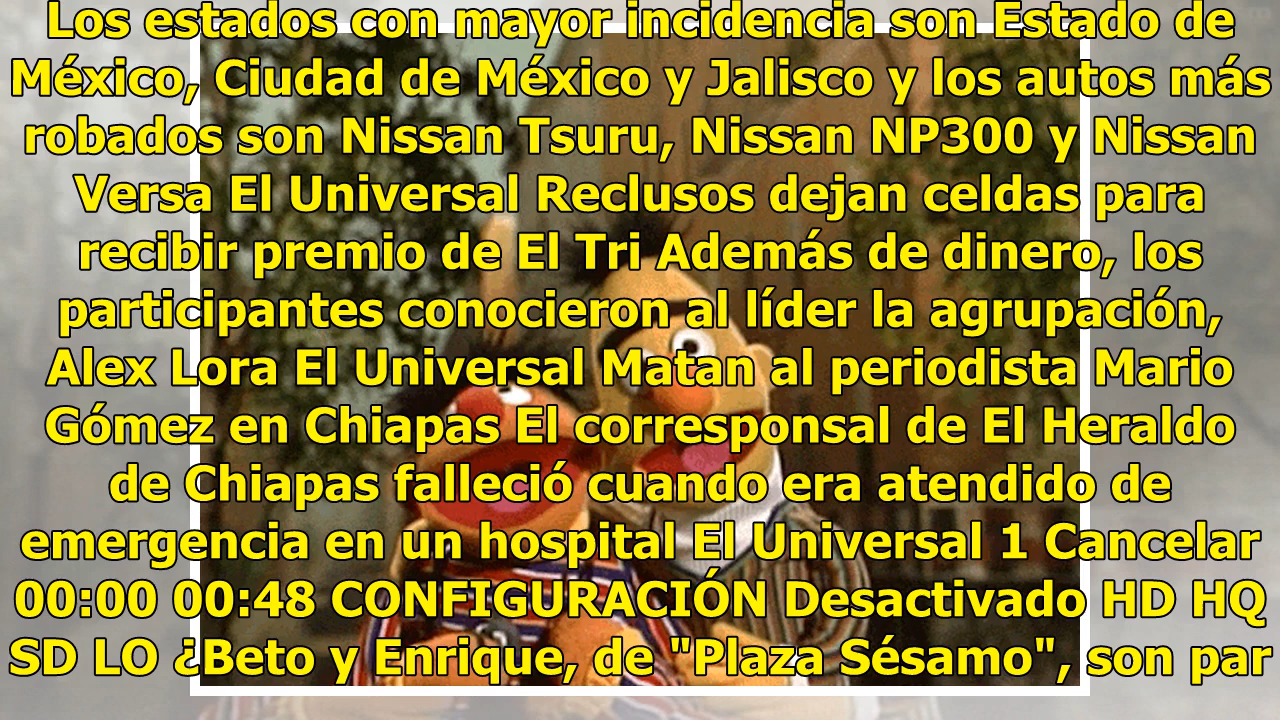 Los estados con mayor incidencia son Estado de
México, Ciudad de México y Jalisco y los autos más
robados son Nissan Tsuru, Nissan NP300 y Nissan
Versa El Universal Reclusos dejan celdas para
recibir premio de El Tri Además de dinero, los
participantes conocieron al líder la agrupación,
Alex Lora El Universal Matan al periodista Mario
Gómez en Chiapas El corresponsal de El Heraldo
de Chiapas falleció cuando era atendido de
emergencia en un hospital El Universal 1 Cancelar
00:00 00:48 CONFIGURACIÓN Desactivado HD HQ
SD LO ¿Beto y Enrique, de "Plaza Sésamo", son par